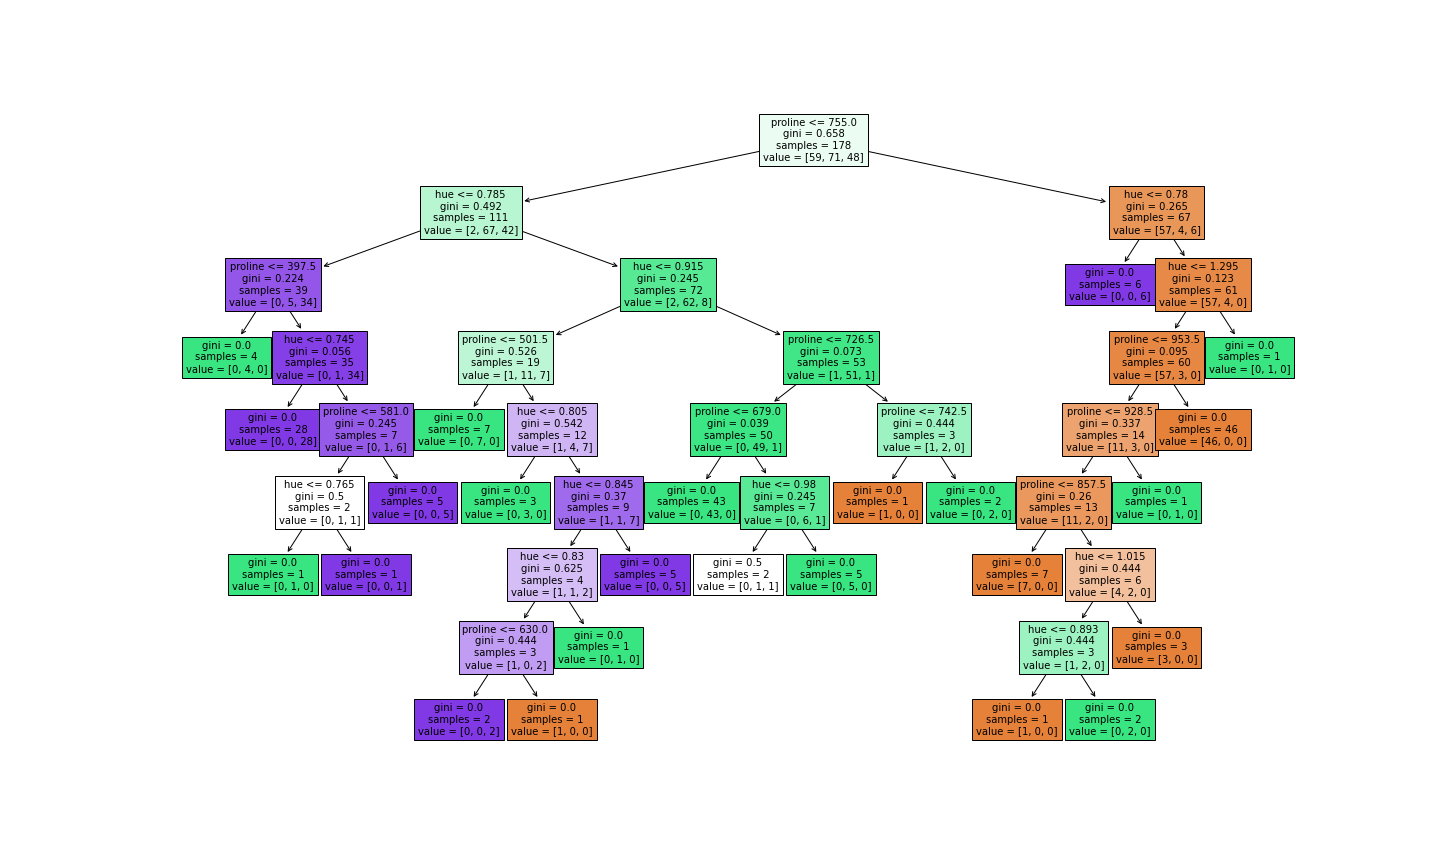 proline <= 755.0
gini = 0.658
samples = 178
value = [59, 71, 48]
hue <= 0.785
gini = 0.492
samples = 111
value = [2, 67, 42]
hue <= 0.78
gini = 0.265
samples = 67
value = [57, 4, 6]
proline <= 397.5
gini = 0.224
samples = 39
value = [0, 5, 34]
hue <= 0.915
gini = 0.245
samples = 72
value = [2, 62, 8]
gini = 0.0
samples = 6
value = [0, 0, 6]
hue <= 1.295
gini = 0.123
samples = 61
value = [57, 4, 0]
gini = 0.0
samples = 4
value = [0, 4, 0]
hue <= 0.745
gini = 0.056
samples = 35
value = [0, 1, 34]
proline <= 501.5
gini = 0.526
samples = 19
value = [1, 11, 7]
proline <= 726.5
gini = 0.073
samples = 53
value = [1, 51, 1]
proline <= 953.5
gini = 0.095
samples = 60
value = [57, 3, 0]
gini = 0.0
samples = 1
value = [0, 1, 0]
gini = 0.0
samples = 28
value = [0, 0, 28]
proline <= 581.0
gini = 0.245
samples = 7
value = [0, 1, 6]
gini = 0.0
samples = 7
value = [0, 7, 0]
hue <= 0.805
gini = 0.542
samples = 12
value = [1, 4, 7]
proline <= 679.0
gini = 0.039
samples = 50
value = [0, 49, 1]
proline <= 742.5
gini = 0.444
samples = 3
value = [1, 2, 0]
proline <= 928.5
gini = 0.337
samples = 14
value = [11, 3, 0]
gini = 0.0
samples = 46
value = [46, 0, 0]
hue <= 0.765
gini = 0.5
samples = 2
value = [0, 1, 1]
gini = 0.0
samples = 5
value = [0, 0, 5]
gini = 0.0
samples = 3
value = [0, 3, 0]
hue <= 0.845
gini = 0.37
samples = 9
value = [1, 1, 7]
gini = 0.0
samples = 43
value = [0, 43, 0]
hue <= 0.98
gini = 0.245
samples = 7
value = [0, 6, 1]
gini = 0.0
samples = 1
value = [1, 0, 0]
gini = 0.0
samples = 2
value = [0, 2, 0]
proline <= 857.5
gini = 0.26
samples = 13
value = [11, 2, 0]
gini = 0.0
samples = 1
value = [0, 1, 0]
gini = 0.0
samples = 1
value = [0, 1, 0]
gini = 0.0
samples = 1
value = [0, 0, 1]
hue <= 0.83
gini = 0.625
samples = 4
value = [1, 1, 2]
gini = 0.0
samples = 5
value = [0, 0, 5]
gini = 0.5
samples = 2
value = [0, 1, 1]
gini = 0.0
samples = 5
value = [0, 5, 0]
gini = 0.0
samples = 7
value = [7, 0, 0]
hue <= 1.015
gini = 0.444
samples = 6
value = [4, 2, 0]
proline <= 630.0
gini = 0.444
samples = 3
value = [1, 0, 2]
gini = 0.0
samples = 1
value = [0, 1, 0]
hue <= 0.893
gini = 0.444
samples = 3
value = [1, 2, 0]
gini = 0.0
samples = 3
value = [3, 0, 0]
gini = 0.0
samples = 2
value = [0, 0, 2]
gini = 0.0
samples = 1
value = [1, 0, 0]
gini = 0.0
samples = 1
value = [1, 0, 0]
gini = 0.0
samples = 2
value = [0, 2, 0]